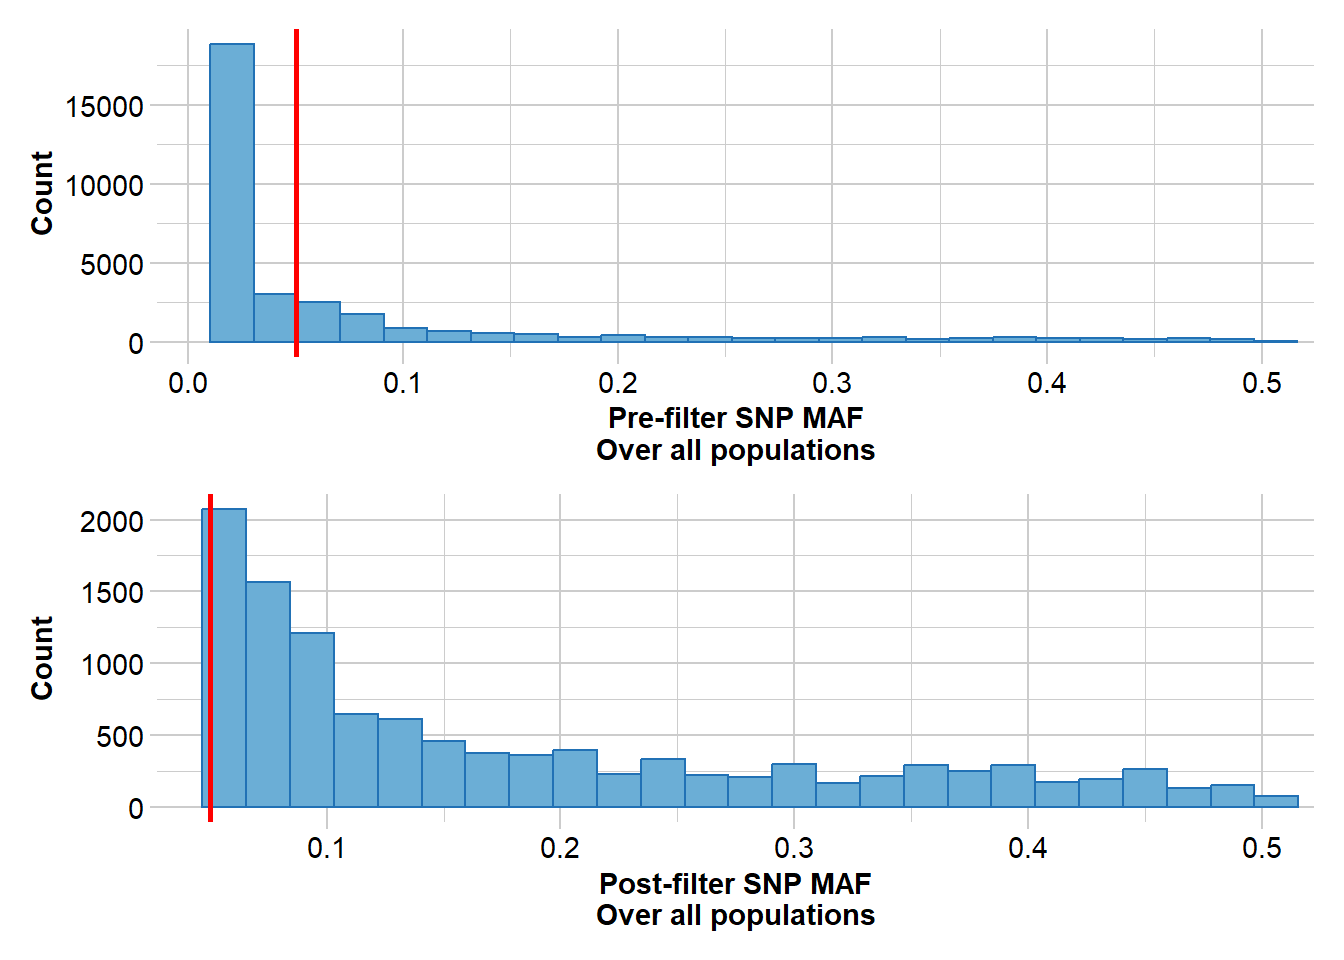 Count
15000
10000
5000
0
0.0 0.1 0.2 0.3 0.4 0.5
Pre-filter SNP MAF
Over all populations
Count
2000
1500
1000
500
0
0.1 0.2 0.3 0.4 0.5
Post-filter SNP MAF
Over all populations